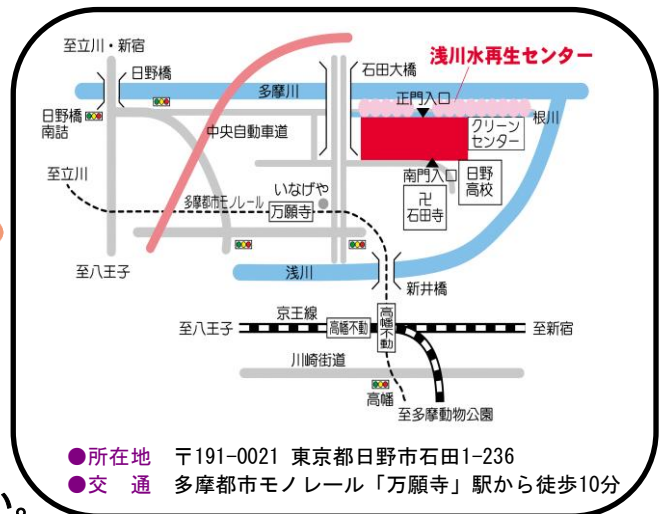 至立川・新宿
日野橋
石田大橋
浅川水再生センター
多摩川
正門入口
日野橋
南詰
中央自動車道
クリーン
センター
根川
至立川
いなげや
南門入口
日野
高校
多摩都市モノレール
万願寺
卍
石田寺
至八王子
浅川
新井橋
京王線
至八王子
高幡不動
高幡不動
至新宿
川崎街道
高幡
至多摩動物公園
●所在地 〒191-0021 東京都日野市石田1-236
●交 通 多摩都市モノレール「万願寺」駅から徒歩10分
い。